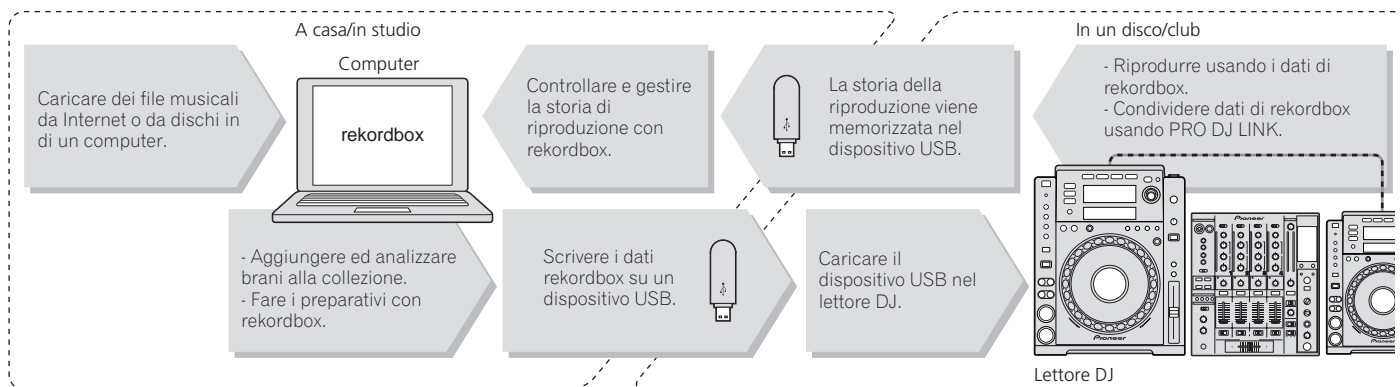 A casa/in studio
In un disco/club
Computer
Caricare dei file musicali
da Internet o da dischi in
di un computer.
rekordbox
Controllare e gestire
la storia di
riproduzione con
rekordbox.
La storia della
riproduzione viene
memorizzata nel
dispositivo USB.
- Riprodurre usando i dati di
rekordbox.
- Condividere dati di rekordbox
usando PRO DJ LINK.
- Aggiungere ed analizzare
brani alla collezione.
- Fare i preparativi con
rekordbox.
Scrivere i dati
rekordbox su un
dispositivo USB.
Caricare il
dispositivo USB nel
lettore DJ.
Pioneer
Pioneer
Pioneer
Lettore DJ